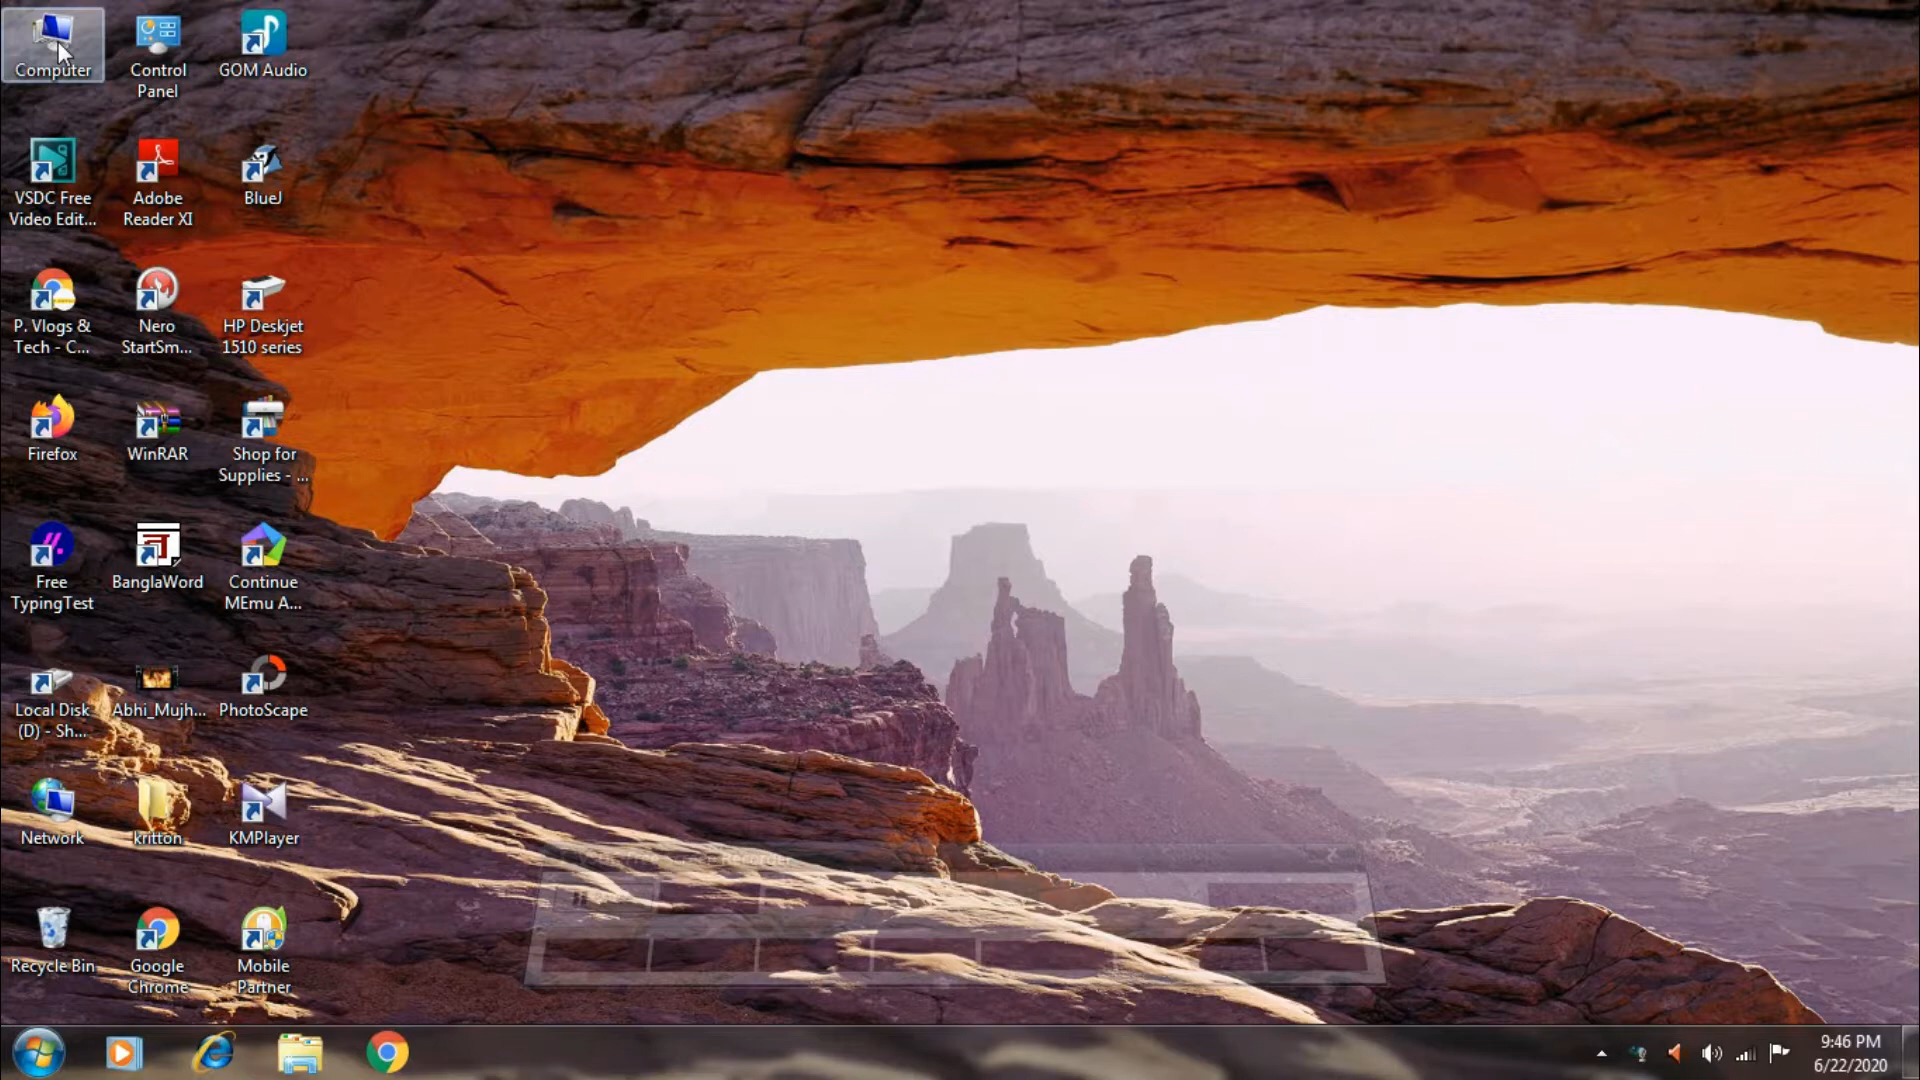 Computer
Control
Panel
GOM Audio
VSDC Free
Video Edit...
Adobe
Reader XI
BlueJ
P. Vlogs &
Tech - C...
Nero
StartSm...
HP Deskjet
1510 series
Firefox
WinRAR
Shop for
Supplies - ...
Free
TypingTest
BanglaWord
Continue
MEmu A...
Local Disk
(D) - Sh...
Abhi_Mujh...
PhotoScape
Network
kritton
KMPlayer
Recorder
Recycle Bin
Google
Chrome
Mobile
Partner
9:46 PM
6/22/2020